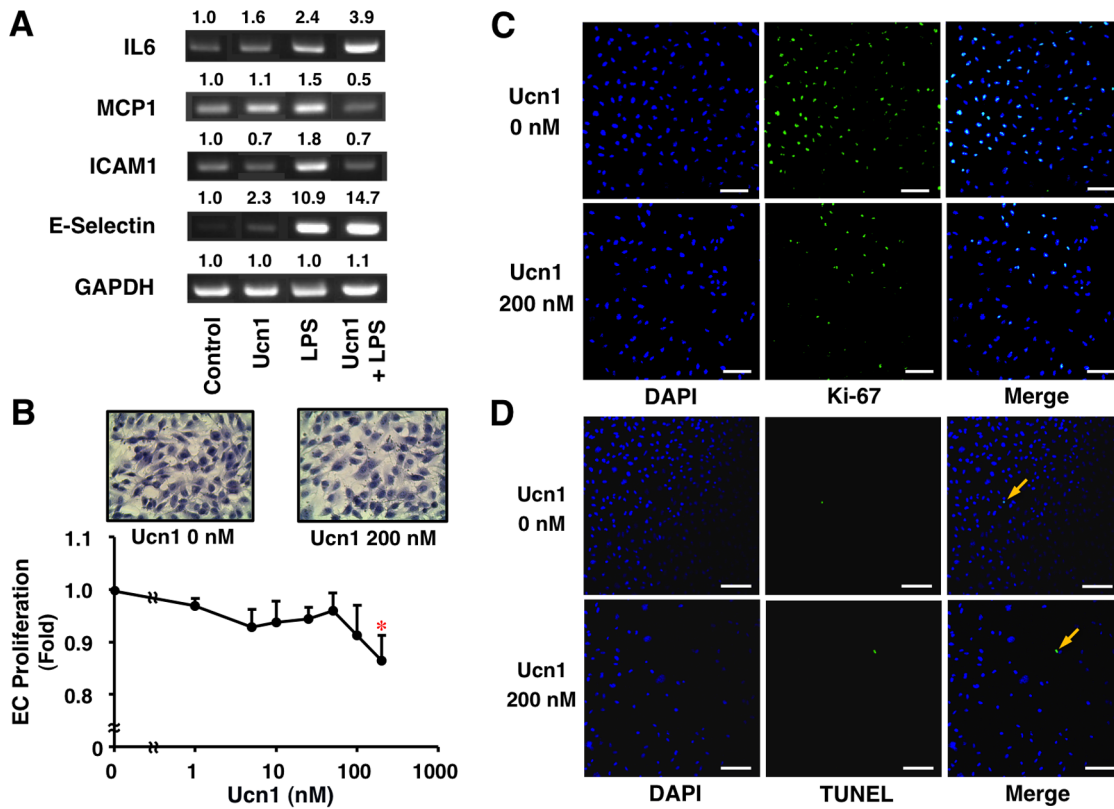 A
1.0 1.6 2.4 3.9
IL6
1.0 1.1 1.5 0.5
MCP1
1.0 0.7 1.8 0.7
ICAM1
1.0 2.3 10.9 14.7
E-Selectin
1.0 1.0 1.0 1.1
GAPDH
Control
Ucn1
LPS
Ucn1
+ LPS
B
Ucn1 0 nM
Ucn1 200 nM
EC Proliferation
(Fold)
1.1
1.0
0.9
0.8
0
*
0 1 10 100 1000
Ucn1 (nM)
C
Ucn1
0 nM
Ucn1
200 nM
DAPI Ki-67 Merge
D
Ucn1
0 nM
Ucn1
200 nM
DAPI TUNEL Merge